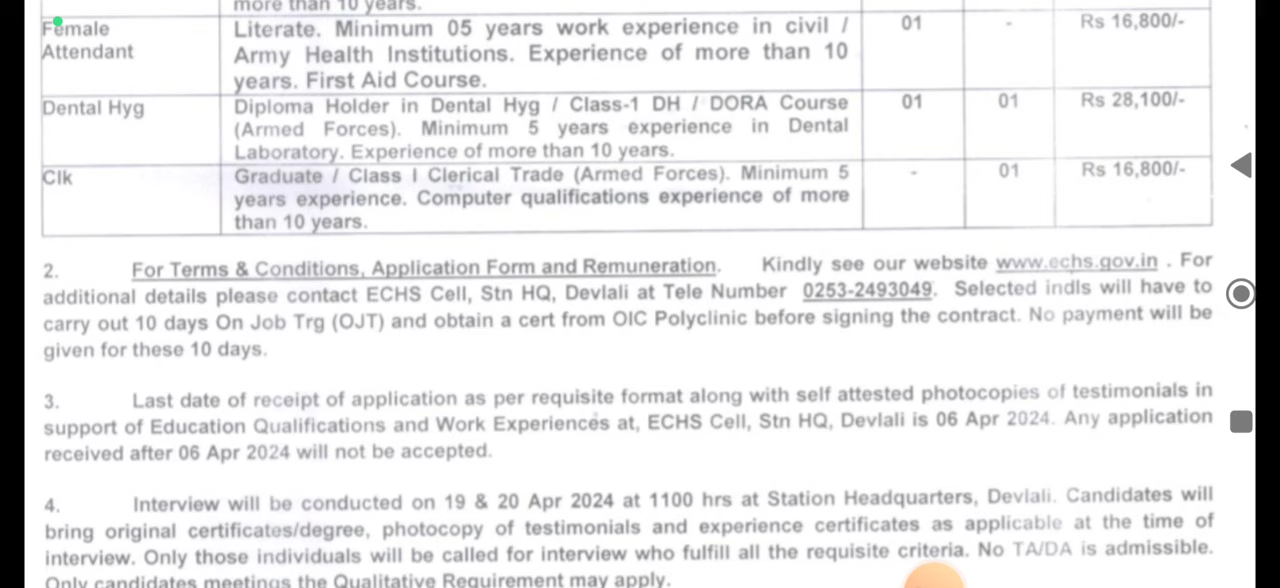 more than 10 years.
Female Literate. Minimum 05 years work experience in civil / 01 - Rs 16,800/-
Attendant Army Health Institutions. Experience of more than 10
years. First Aid Course.
Dental Hyg Diploma Holder in Dental Hyg / Class-1 DH / DORA Course 01 01 Rs 28,100/-
(Armed Forces). Minimum 5 years experience in Dental
Laboratory. Experience of more than 10 years.
Clk Graduate / Class I Clerical Trade (Armed Forces). Minimum 5 - 01 Rs 16,800/-
years experience. Computer qualifications experience of more
than 10 years.
2. For Terms & Conditions, Application Form and Remuneration. Kindly see our website www.echs.gov.in . For
additional details please contact ECHS Cell, Stn HQ, Devlali at Tele Number 0253-2493049. Selected indls will have to
carry out 10 days On Job Trg (OJT) and obtain a cert from OIC Polyclinic before signing the contract. No payment will be
given for these 10 days.
3. Last date of receipt of application as per requisite format along with self attested photocopies of testimonials in
support of Education Qualifications and Work Experiences at, ECHS Cell, Stn HQ, Devlali is 06 Apr 2024. Any application
received after 06 Apr 2024 will not be accepted.
4. Interview will be conducted on 19 & 20 Apr 2024 at 1100 hrs at Station Headquarters, Devlali. Candidates will
bring original certificates/degree, photocopy of testimonials and experience certificates as applicable at the time of
interview. Only those individuals will be called for interview who fulfill all the requisite criteria. No TA/DA is admissible.
Only candidates meetings the Qualitative Requirement may apply.